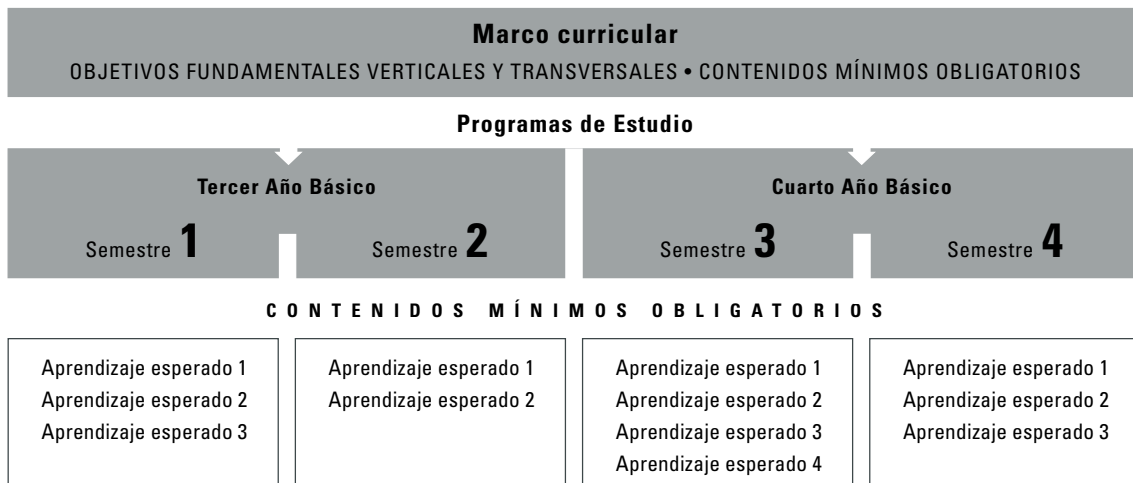 Marco curricular
OBJETIVOS FUNDAMENTALES VERTICALES Y TRANSVERSALES • CONTENIDOS MÍNIMOS OBLIGATORIOS
Programas de Estudio
Tercer Año Básico
Semestre 1
Semestre 2
Cuarto Año Básico
Semestre 3
Semestre 4
CONTENIDOS MÍNIMOS OBLIGATORIOS
Aprendizaje esperado 1
Aprendizaje esperado 2
Aprendizaje esperado 3
Aprendizaje esperado 1
Aprendizaje esperado 2
Aprendizaje esperado 1
Aprendizaje esperado 2
Aprendizaje esperado 3
Aprendizaje esperado 4
Aprendizaje esperado 1
Aprendizaje esperado 2
Aprendizaje esperado 3